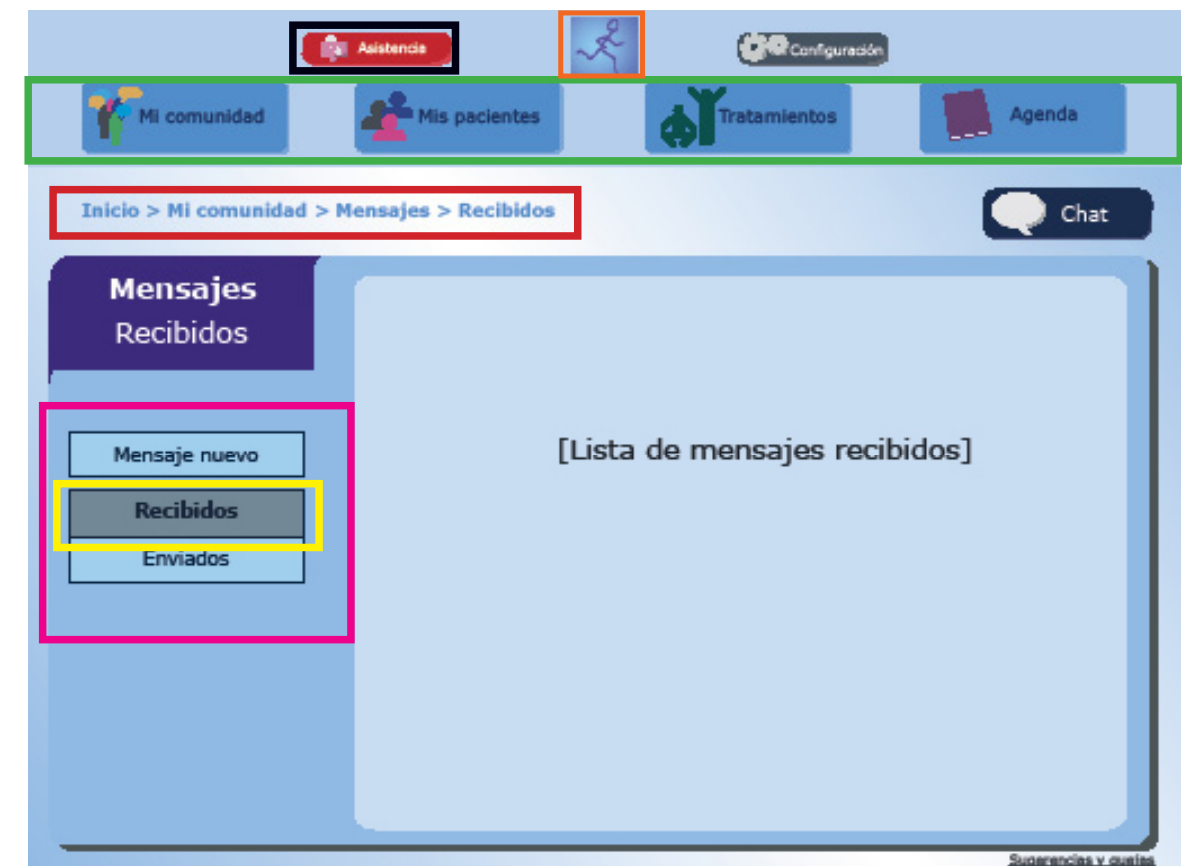 Asistencia
Configuración
Mi comunidad
Mis pacientes
Tratamientos
Agenda
Inicio > Mi comunidad > Mensajes > Recibidos
Chat
Mensajes
Recibidos
Mensaje nuevo
Recibidos
Enviados
[Lista de mensajes recibidos]
Sugerencias y quejas